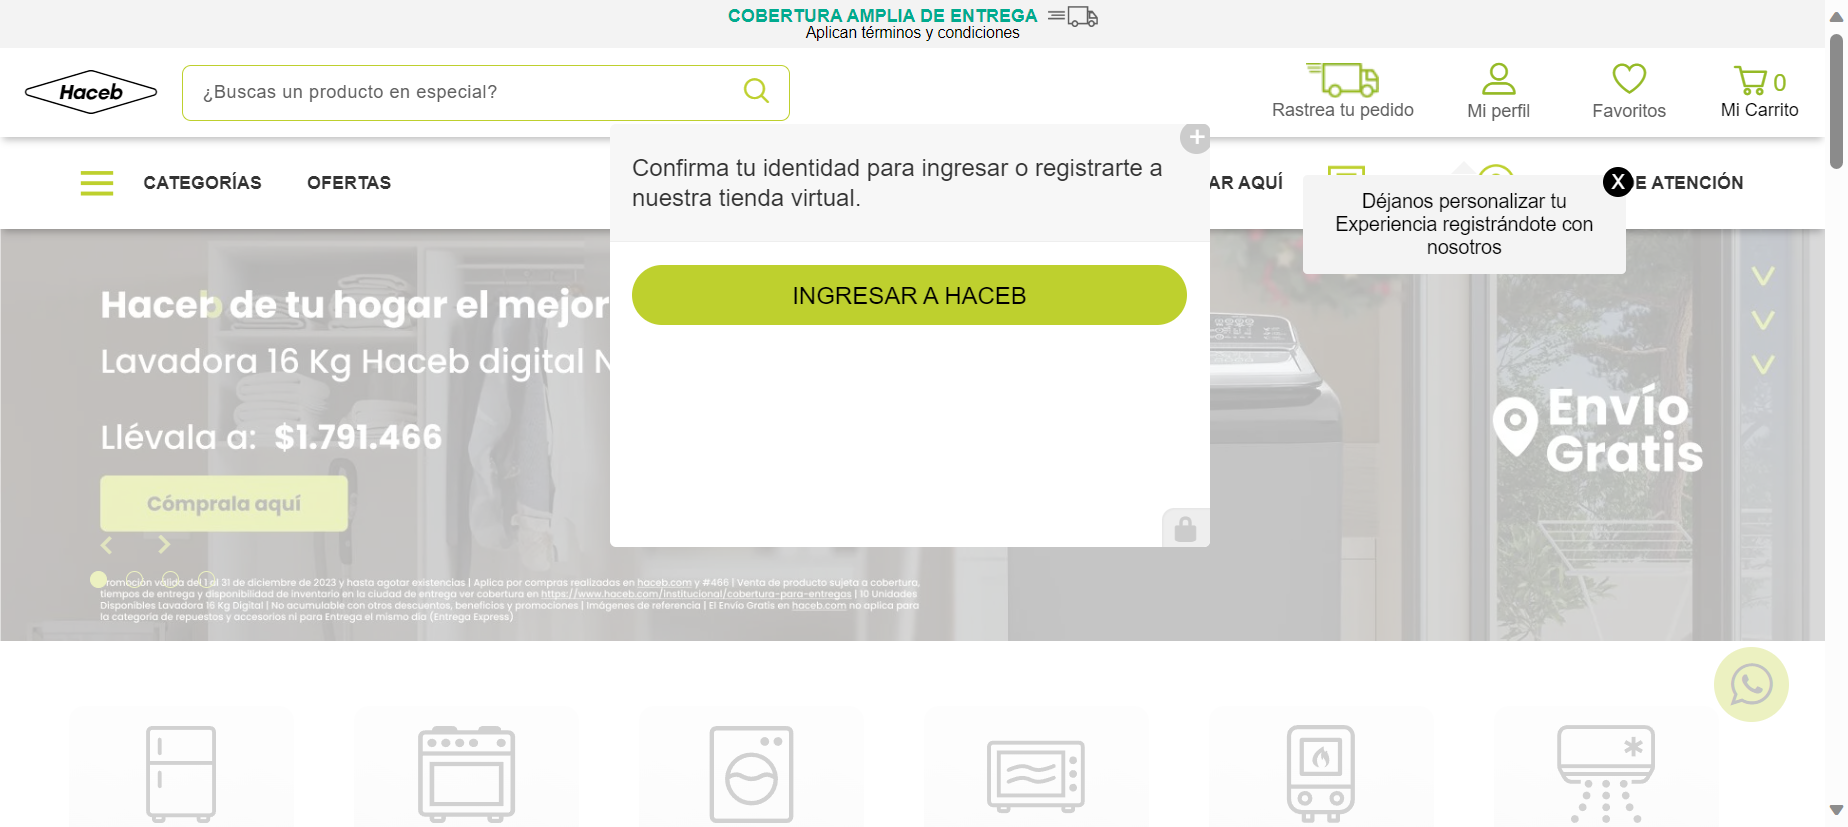 COBERTURA AMPLIA DE ENTREGA
Aplican términos y condiciones
Haceb
¿Buscas un producto en especial?
Rastrea tu pedido
Mi perfil
Favoritos
0
Mi Carrito
CATEGORÍAS
OFERTAS
AR AQUÍ
E ATENCIÓN
Confirma tu identidad para ingresar o registrarte a
nuestra tienda virtual.
INGRESAR A HACEB
X
Déjanos personalizar tu
Experiencia registrándote con
nosotros
Haceb de tu hogar el mejor
Lavadora 16 Kg Haceb digital N
Llévala a: $1.791.466
Cómprala aquí
Envío
Gratis
Promoción válida del 1 al 31 de diciembre de 2023 y hasta agotar existencias | Aplica por compras realizadas en haceb.com y #466 | Venta de producto sujeta a cobertura,
tiempos de entrega y disponibilidad de inventario en la ciudad de entrega ver cobertura en https://www.haceb.com/institucional/cobertura-para-entregas | 10 Unidades
Disponibles Lavadora 16 Kg Digital | No acumulable con otros descuentos, beneficios y promociones | Imágenes de referencia | El Envío Gratis en haceb.com no aplica para
la categoría de repuestos y accesorios ni para Entrega el mismo día (Entrega Express)